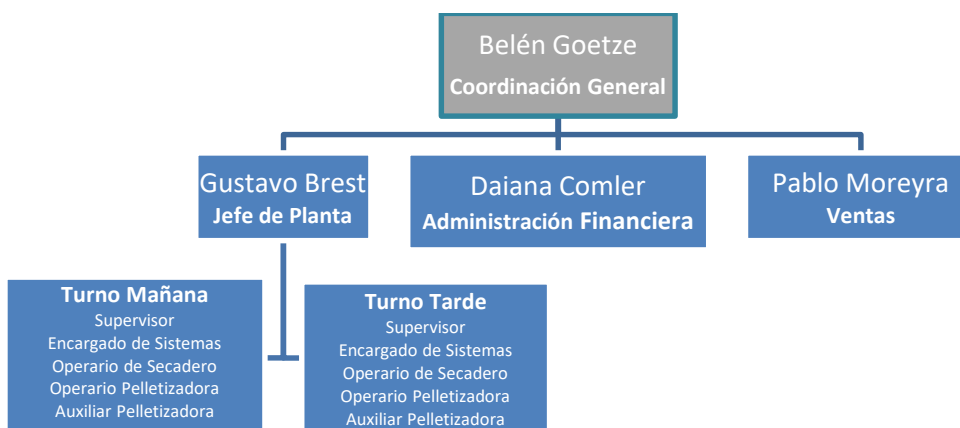 Belén Goetze
Coordinación General
Gustavo Brest
Jefe de Planta
Daiana Comler
Administración Financiera
Pablo Moreyra
Ventas
Turno Mañana
Supervisor
Encargado de Sistemas
Operario de Secadero
Operario Pelletizadora
Auxiliar Pelletizadora
Turno Tarde
Supervisor
Encargado de Sistemas
Operario de Secadero
Operario Pelletizadora
Auxiliar Pelletizadora